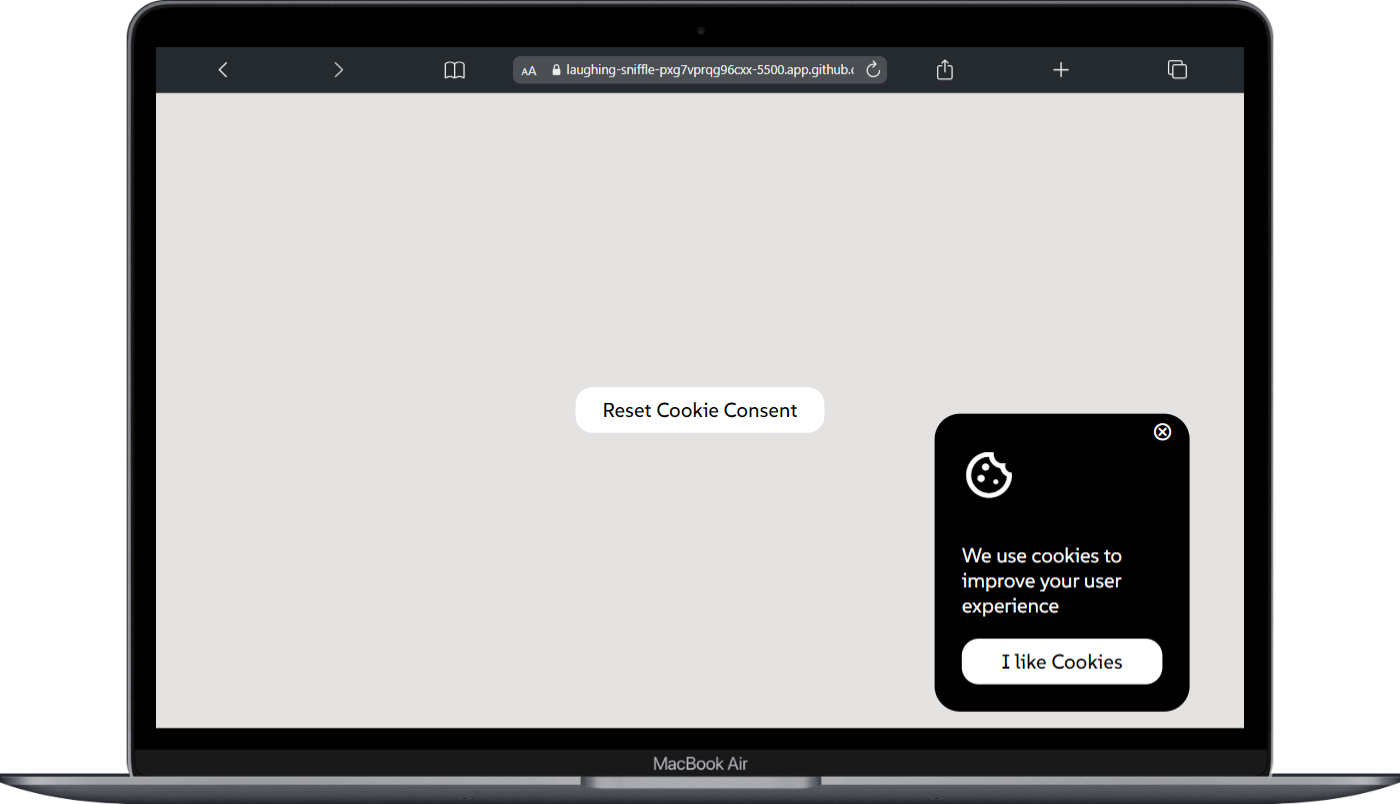 AA laughing-sniffle-pxg7vprqg96cxx-5500.app.github.
Reset Cookie Consent
We use cookies to
improve your user
experience
I like Cookies
MacBook Air